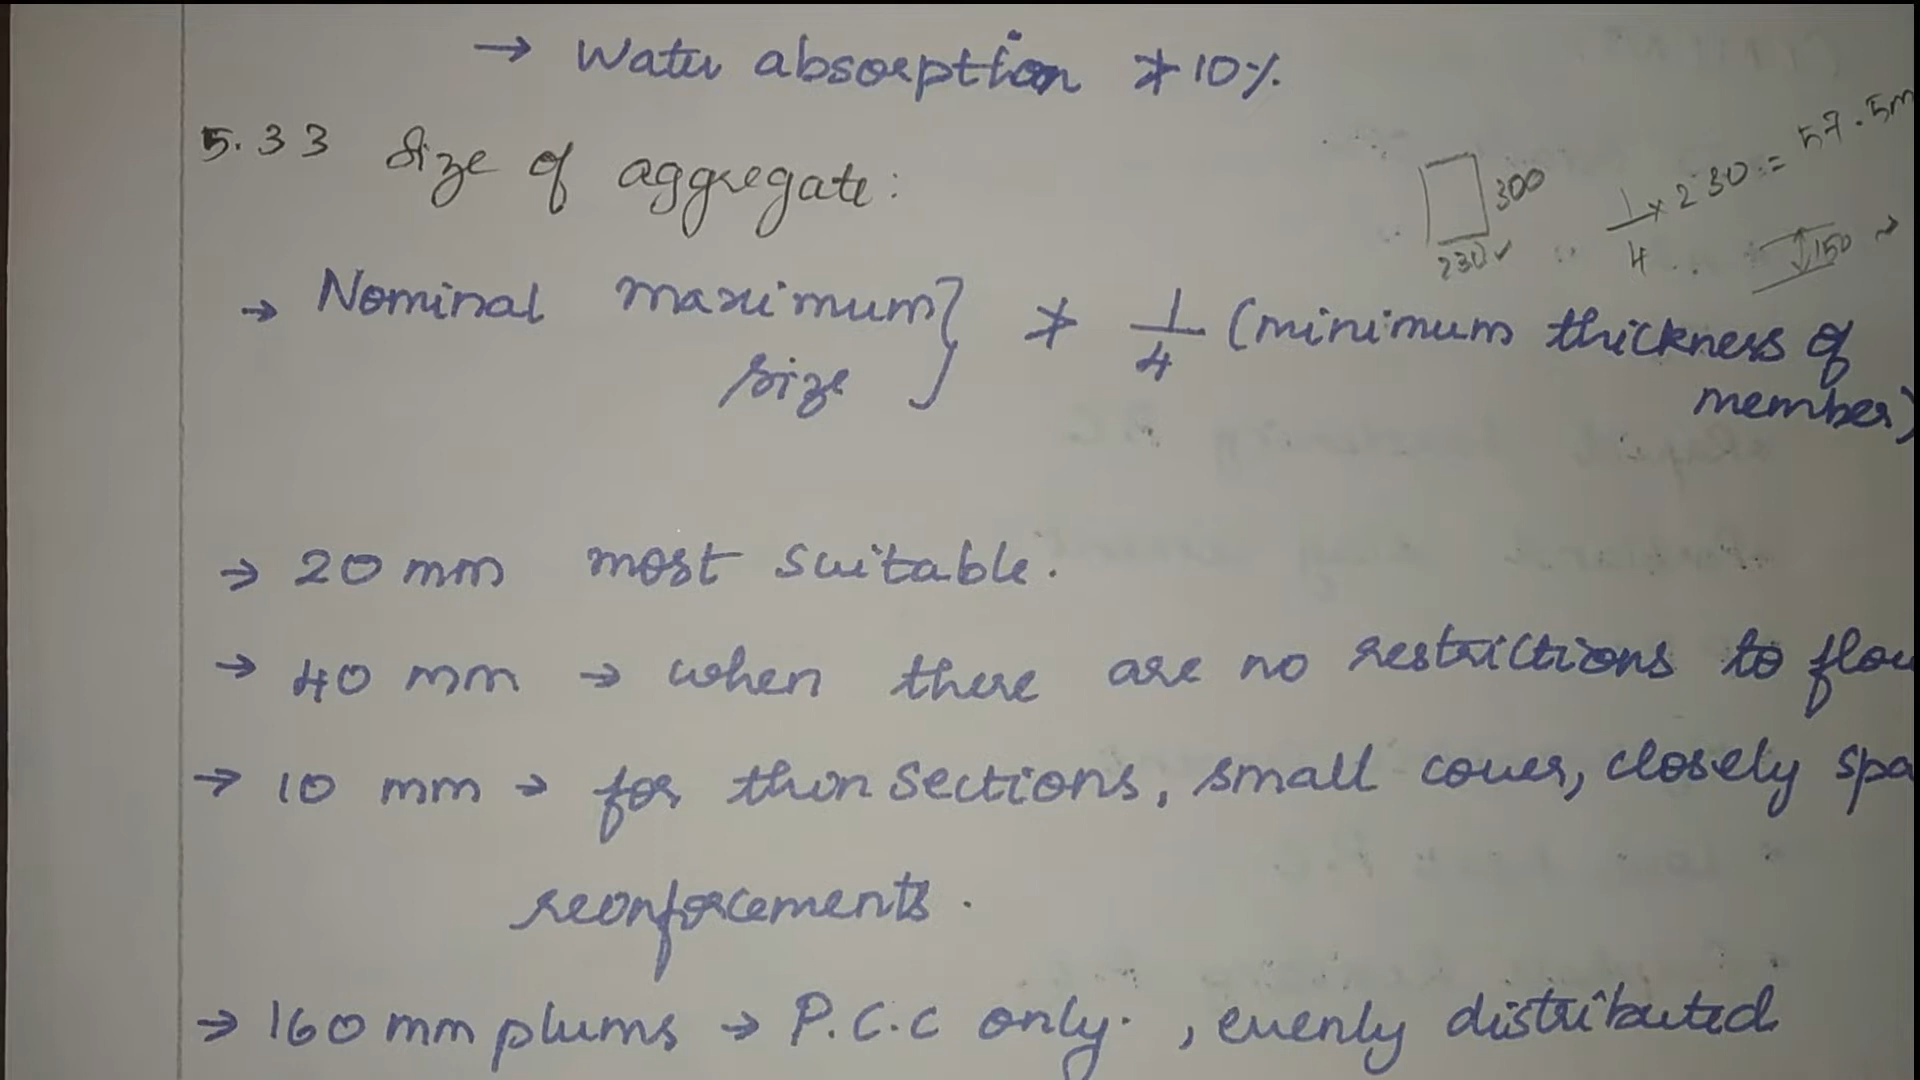 → Water absorption ≯ 10%
5.33 Size of aggregate:
300
230 ✓
1/4 x 230 = 57.5m
150 →
→ Nominal maximum } ≯ 1/4 (minimum thickness of
size
member)
→ 20 mm most suitable.
→ 40 mm → when there are no restrictions to flow
→ 10 mm → for thin sections, small cover, closely spa
reinforcements.
→ 160 mm plums → P.C.C only. , evenly distributed